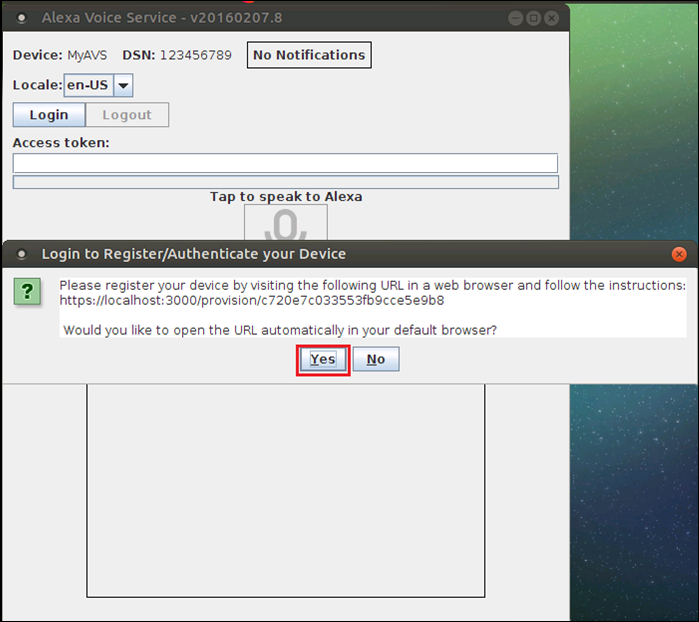 Alexa Voice Service - v20160207.8
Device: MyAVS DSN: 123456789 No Notifications
Locale: en-US
Login Logout
Access token:
Tap to speak to Alexa
Login to Register/Authenticate your Device
?
Please register your device by visiting the following URL in a web browser and follow the instructions:
https://localhost:3000/provision/c720e7c033553fb9cce5e9b8
Would you like to open the URL automatically in your default browser?
Yes No